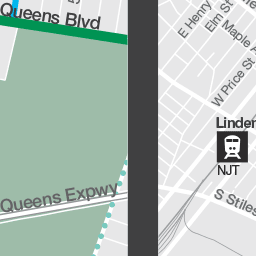 Queens Blvd
Queens Expwy
E Henry
Elm St
Maple A
W Price St
Linden
NJT
S Stiles